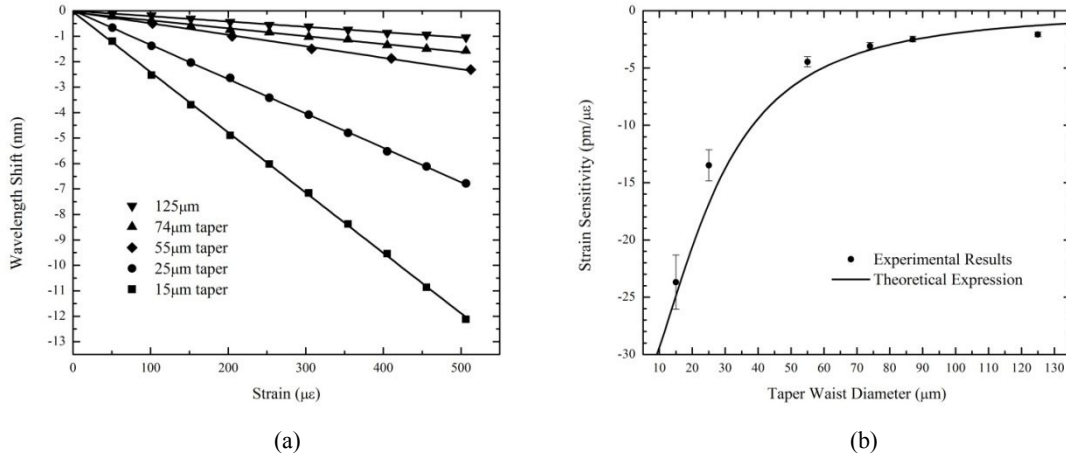 0
-1
-2
-3
-4
-5
-6
-7
-8
-9
-10
-11
-12
-13
Wavelength Shift (nm)
125μm
74μm taper
55μm taper
25μm taper
15μm taper
0 100 200 300 400 500
Strain (με)
(a)
0
-5
-10
-15
-20
-25
-30
Strain Sensitivity (pm/με)
Experimental Results
Theoretical Expression
10 20 30 40 50 60 70 80 90 100 110 120 130
Taper Waist Diameter (μm)
(b)